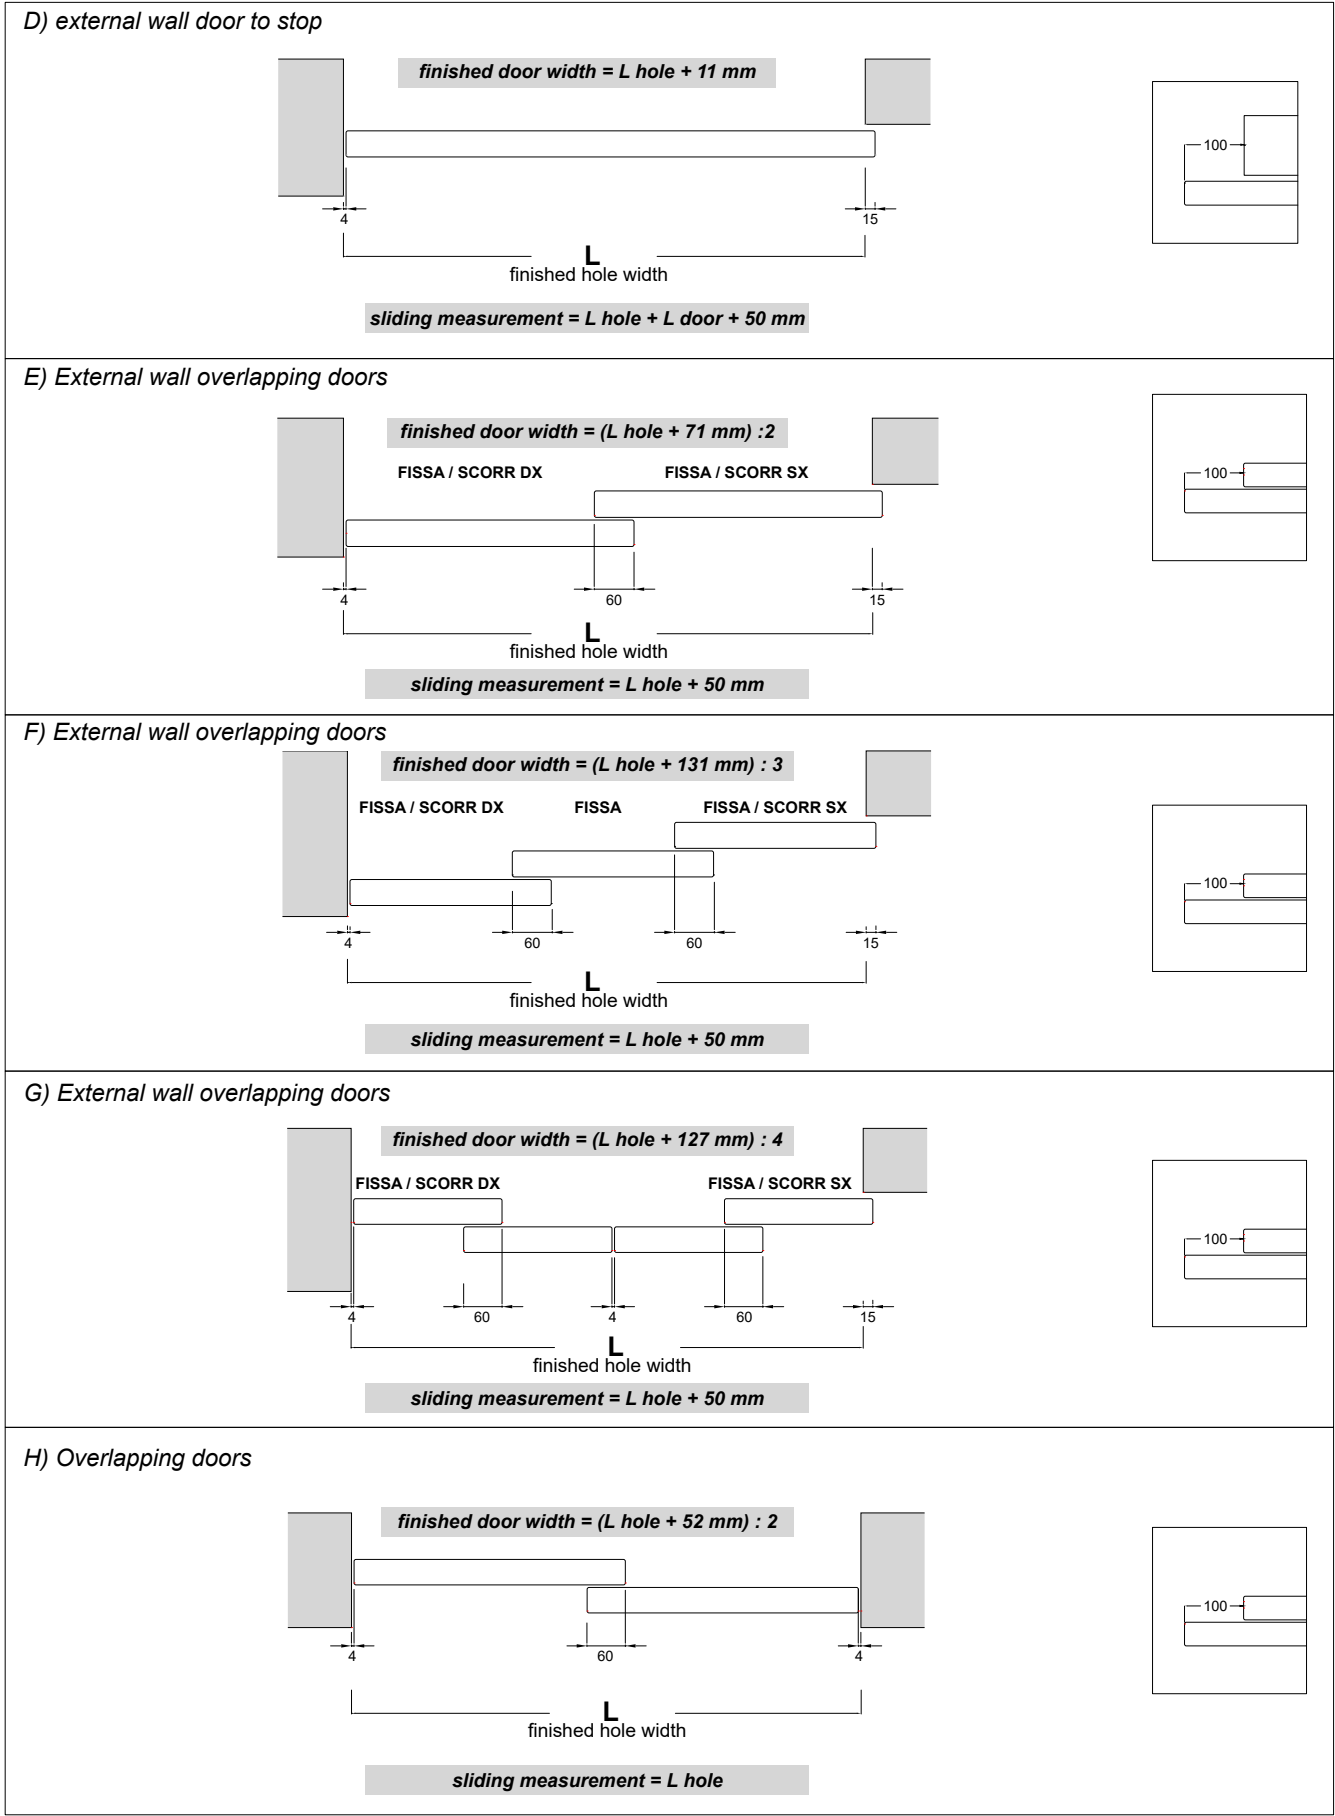 D) external wall door to stop
finished door width = L hole + 11 mm
100
4
15
L
finished hole width
sliding measurement = L hole + L door + 50 mm
E) External wall overlapping doors
finished door width = (L hole + 71 mm) :2
FISSA / SCORR DX
FISSA / SCORR SX
100
4
60
15
L
finished hole width
sliding measurement = L hole + 50 mm
F) External wall overlapping doors
finished door width = (L hole + 131 mm) : 3
FISSA / SCORR DX
FISSA
FISSA / SCORR SX
100
4
60
60
15
L
finished hole width
sliding measurement = L hole + 50 mm
G) External wall overlapping doors
finished door width = (L hole + 127 mm) : 4
FISSA / SCORR DX
FISSA / SCORR SX
100
4
60
4
60
15
L
finished hole width
sliding measurement = L hole + 50 mm
H) Overlapping doors
finished door width = (L hole + 52 mm) : 2
100
4
60
4
L
finished hole width
sliding measurement = L hole